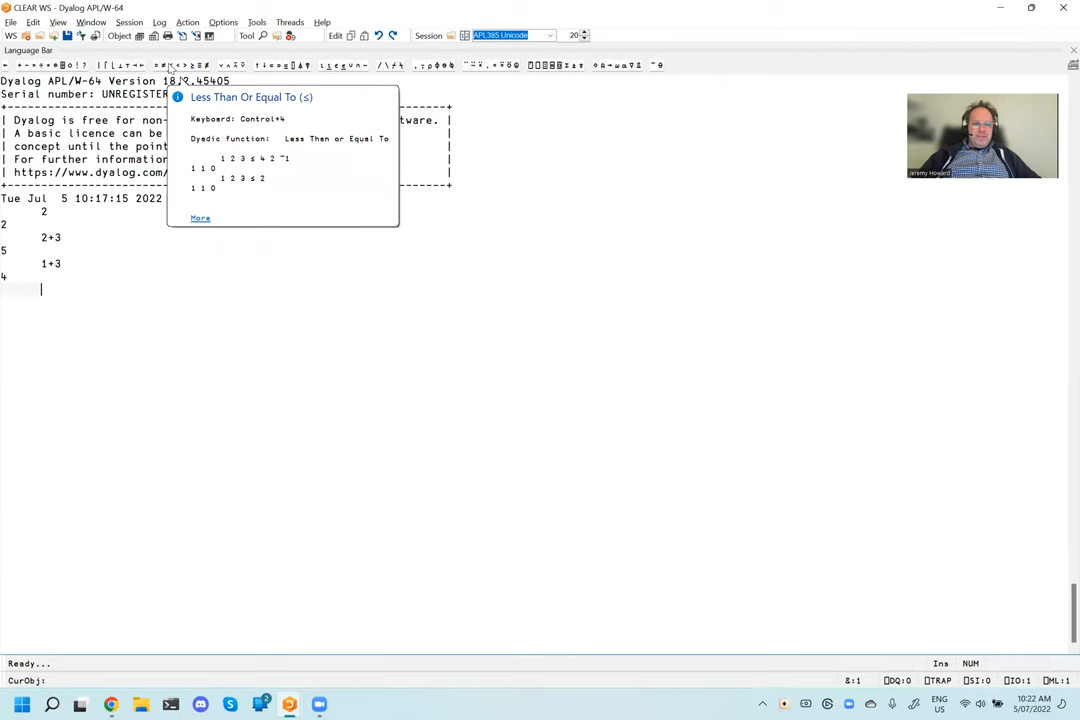 CLEAR WS - Dyalog APL/W-64
File Edit View Window Session Log Action Options Tools Threads Help
WS Object Tool Edit Session APL385 Unicode 20
Language Bar
Dyalog APL/W-64 Version 18.2.45405
Serial number: UNREGISTER
Dyalog is free for non- tware.
A basic licence can be
concept until the point
For further information
https://www.dyalog.com/
Tue Jul 5 10:17:15 2022
Less Than Or Equal To (≤)
Keyboard: Control+4
Dyadic function: Less Than or Equal To
1 2 3 ≤ 4 2 ¯1
1 1 0
1 2 3 ≤ 2
1 1 0
More
2
2
2+3
5
1+3
4
Jeremy Howard
Ready... Ins NUM
CurObj: &:1 ⎕DQ:0 ⎕TRAP ⎕SI:0 ⎕IO:1 ⎕ML:1
2
ENG
US
10:22 AM
5/07/2022